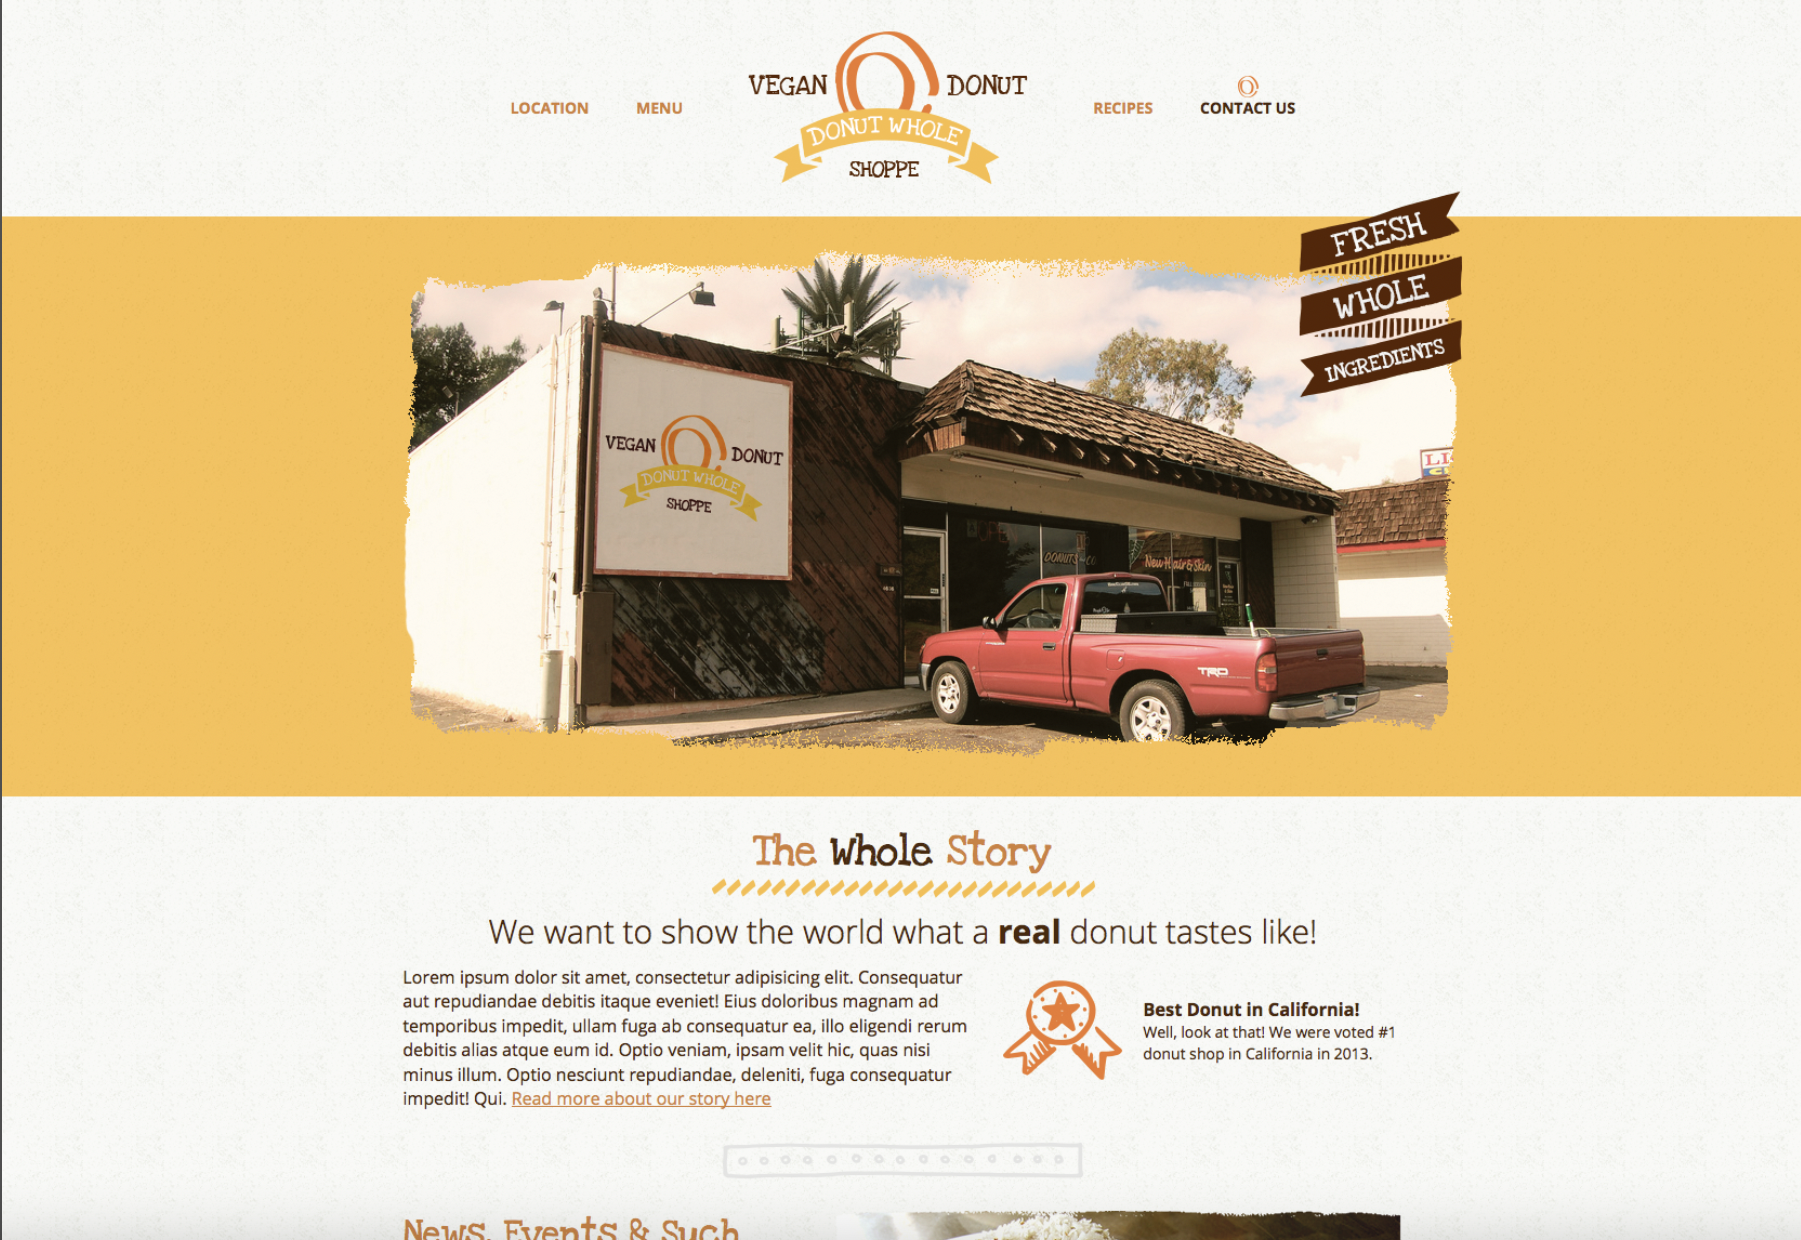 LOCATION
MENU
VEGAN DONUT
DONUT WHOLE
SHOPPE
RECIPES
CONTACT US
FRESH
WHOLE
INGREDIENTS
VEGAN DONUT
DONUT WHOLE
SHOPPE
DONUTS
New Hair & Skin
TRD
The Whole Story
We want to show the world what a real donut tastes like!
Lorem ipsum dolor sit amet, consectetur adipisicing elit. Consequatur
aut repudiandae debitis itaque eveniet! Eius doloribus magnam ad
temporibus impedit, ullam fuga ab consequatur ea, illo eligendi rerum
debitis alias atque eum id. Optio veniam, ipsam velit hic, quas nisi
minus illum. Optio nesciunt repudiandae, deleniti, fuga consequatur
impedit! Qui. Read more about our story here
Best Donut in California!
Well, look at that! We were voted #1
donut shop in California in 2013.
News, Events & Such